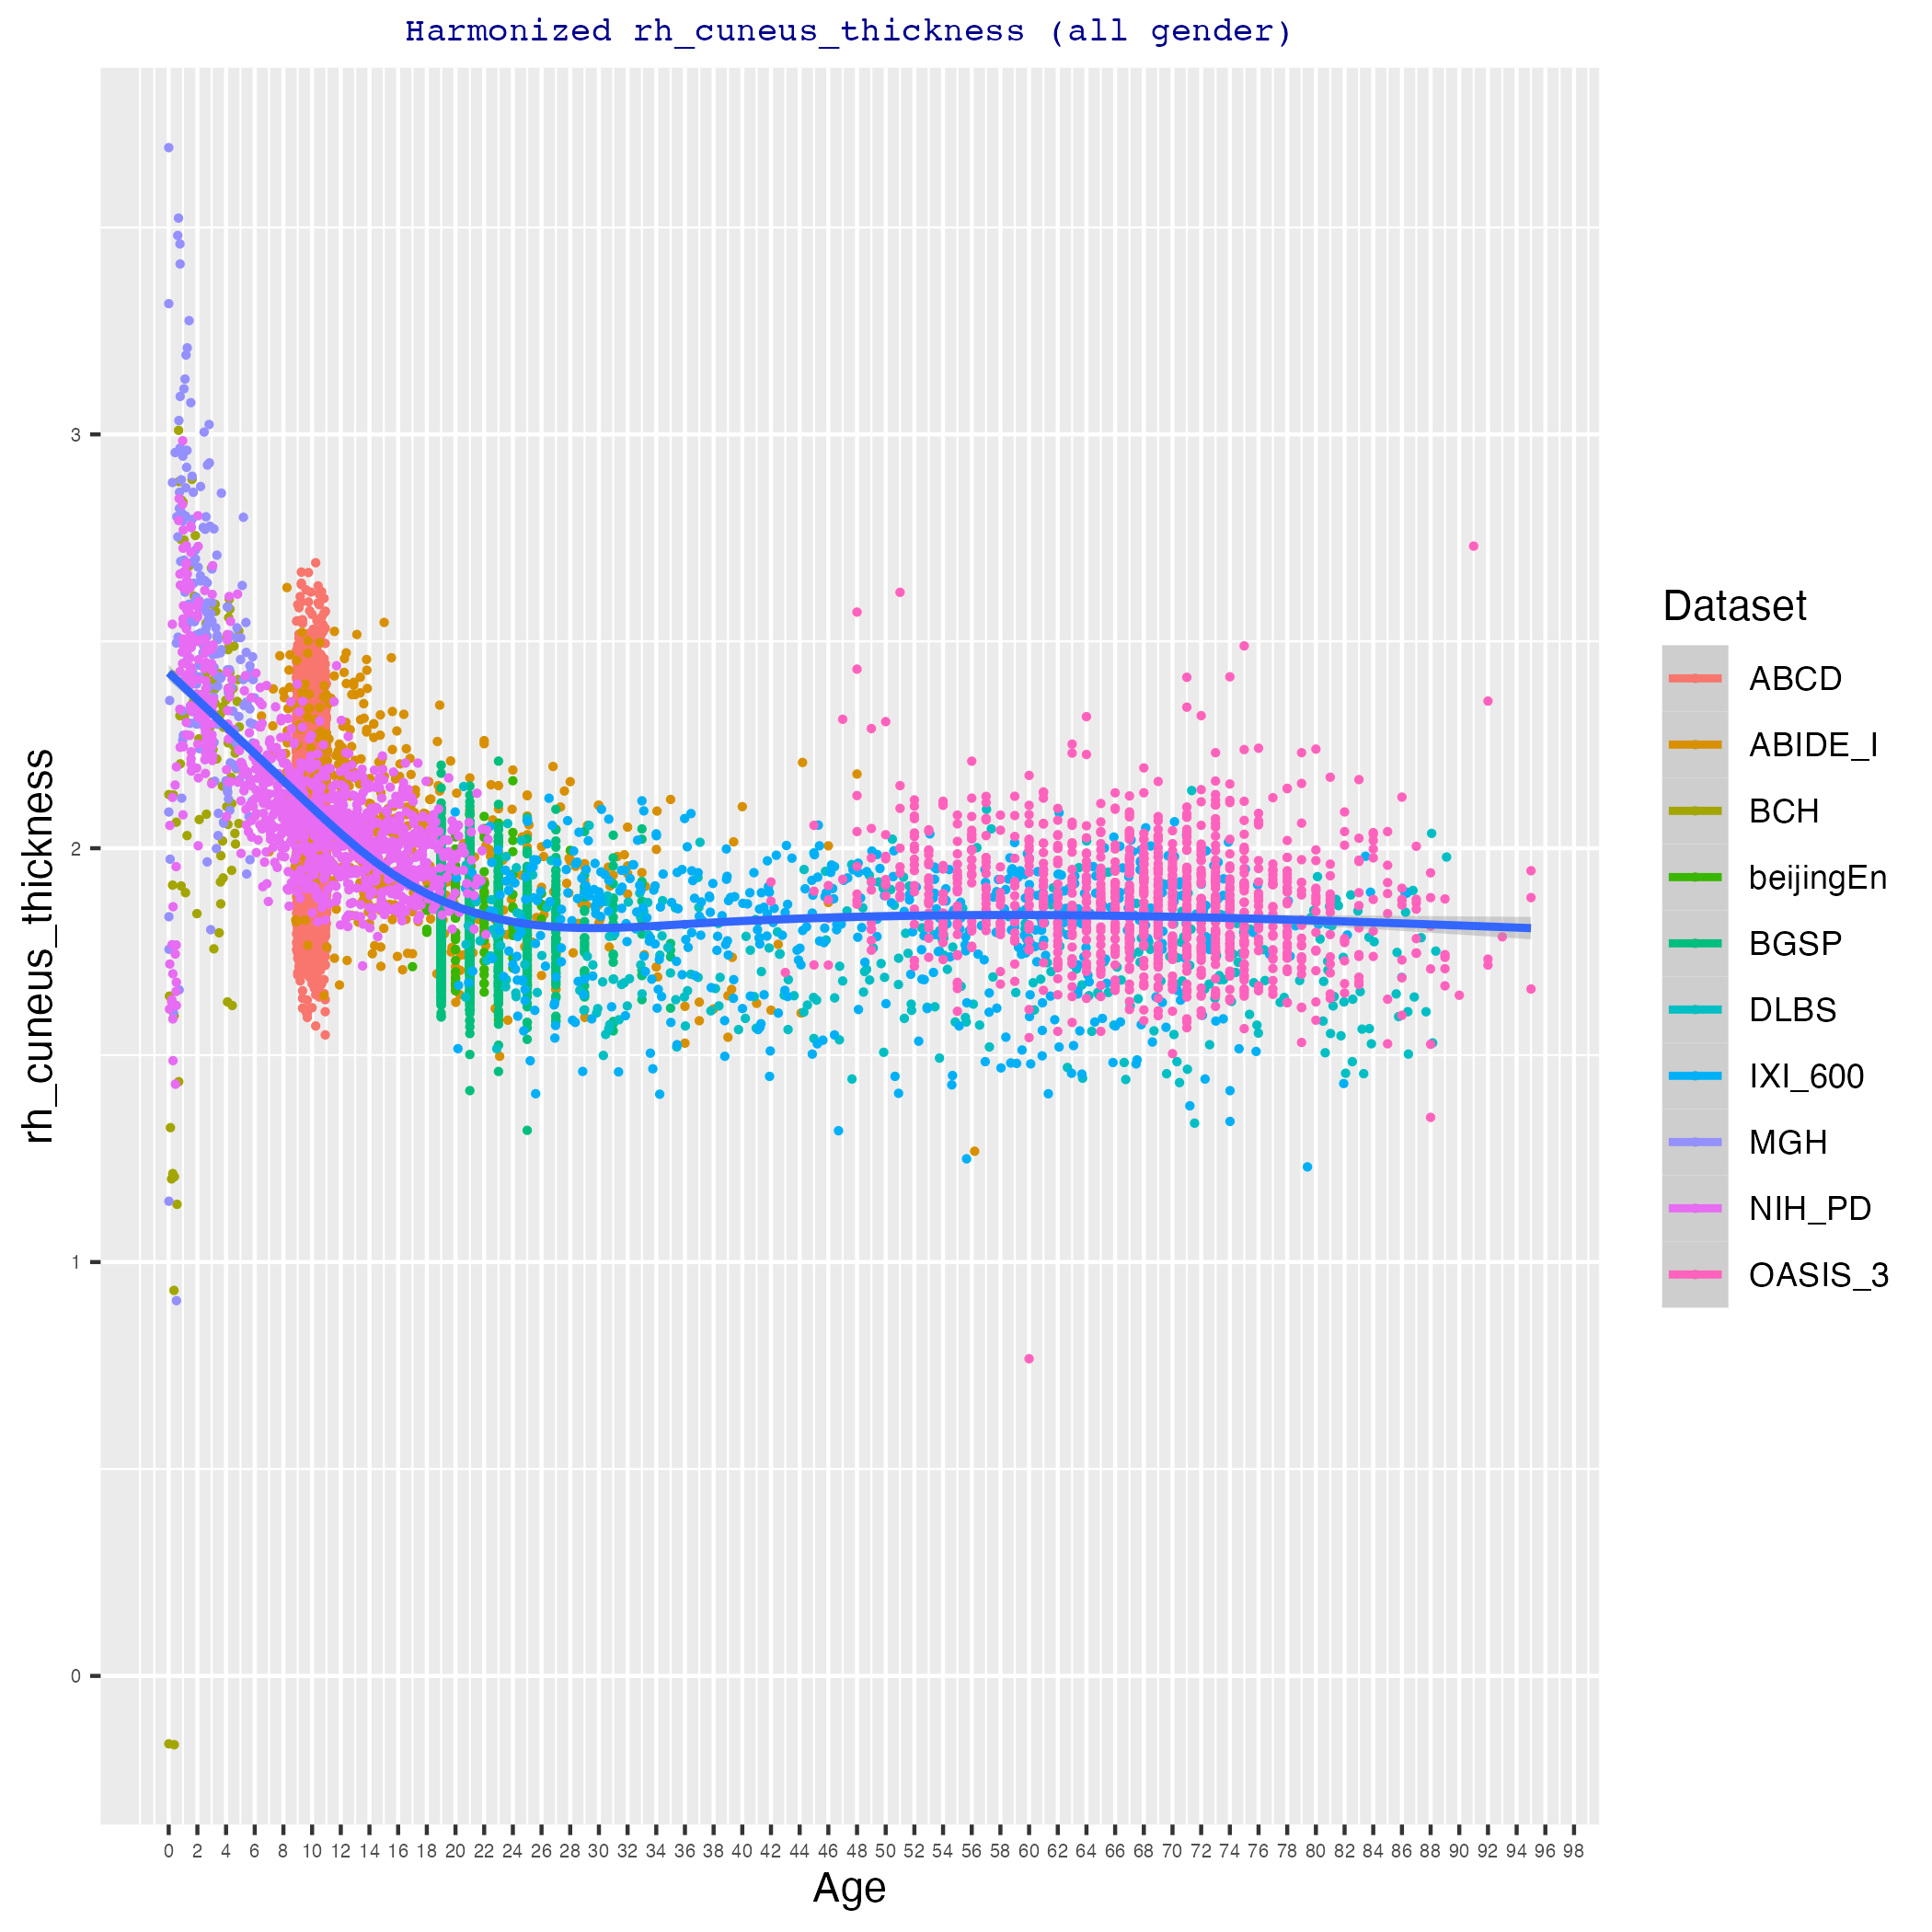 Harmonized rh_cuneus_thickness (all gender)
rh_cuneus_thickness
3
2
1
0
0 2 4 6 8 10 12 14 16 18 20 22 24 26 28 30 32 34 36 38 40 42 44 46 48 50 52 54 56 58 60 62 64 66 68 70 72 74 76 78 80 82 84 86 88 90 92 94 96 98
Age
Dataset
ABCD
ABIDE_I
BCH
beijingEn
BGSP
DLBS
IXI_600
MGH
NIH_PD
OASIS_3